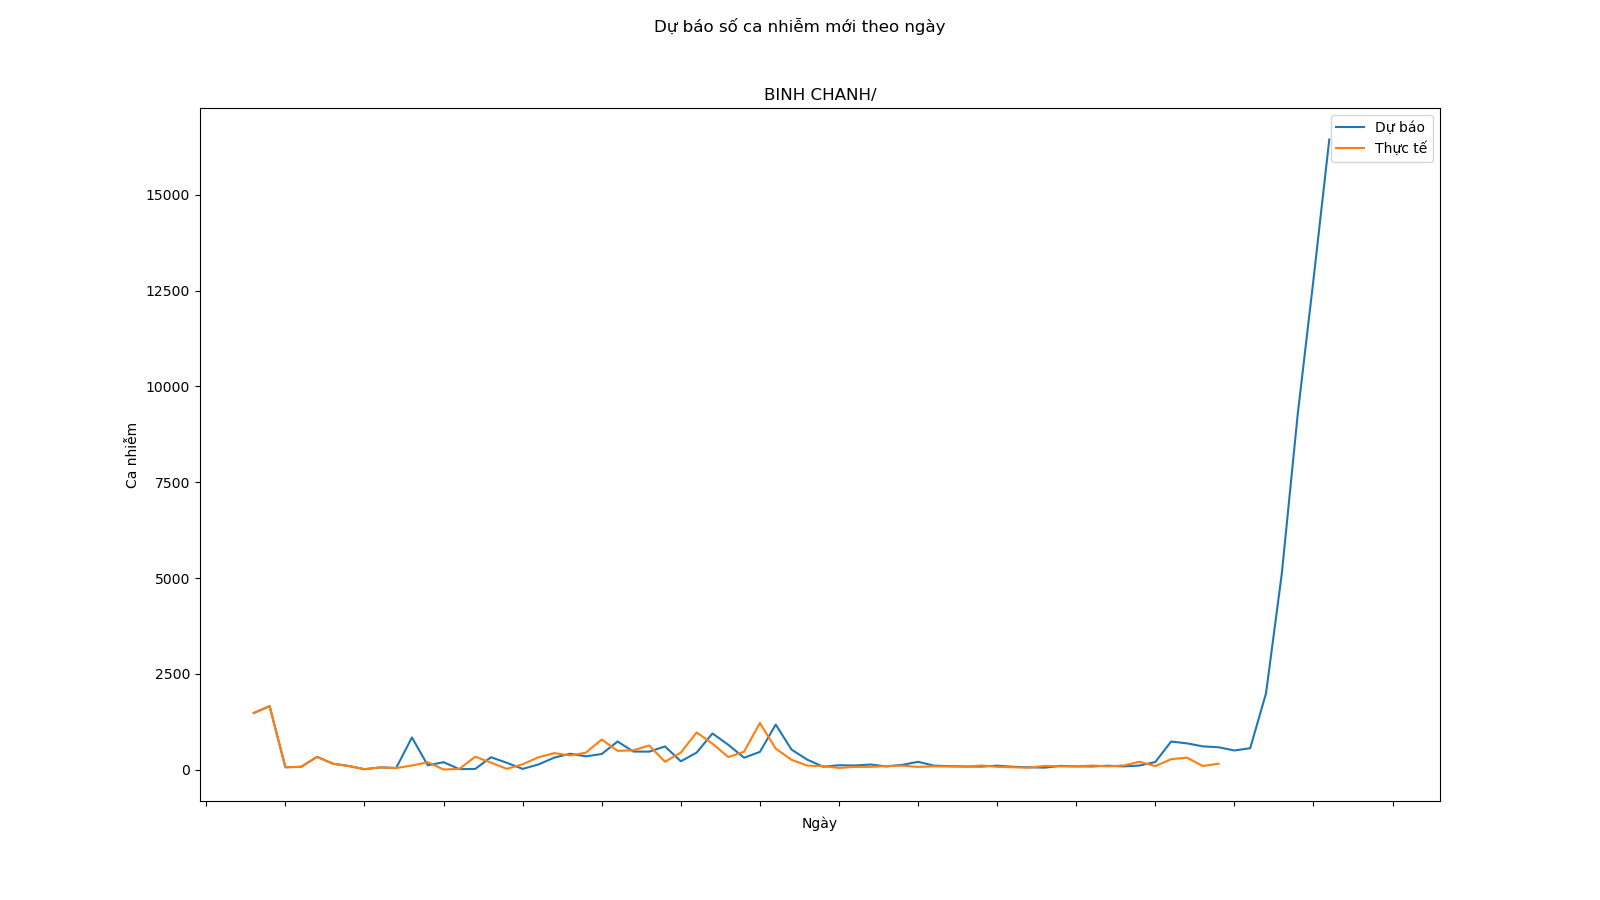 Dự báo số ca nhiễm mới theo ngày
BINH CHANH/
Dự báo
Thực tế
15000
12500
10000
7500
5000
2500
0
Ca nhiễm
Ngày